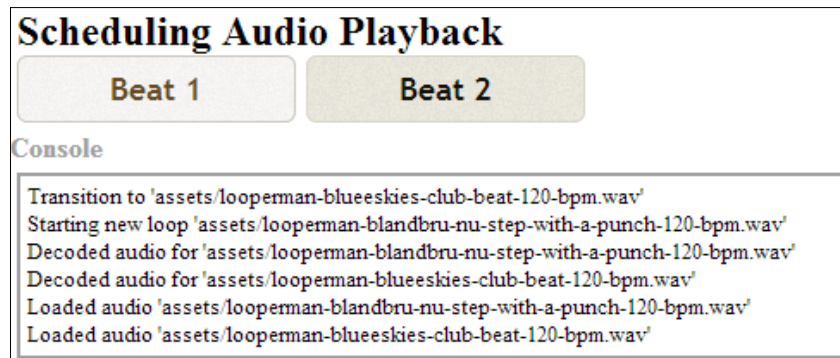 Scheduling Audio Playback
Beat 1 Beat 2
Console
Transition to 'assets/looperman-blueeskies-club-beat-120-bpm.wav'
Starting new loop 'assets/looperman-blandbru-nu-step-with-a-punch-120-bpm.wav'
Decoded audio for 'assets/looperman-blandbru-nu-step-with-a-punch-120-bpm.wav'
Decoded audio for 'assets/looperman-blueeskies-club-beat-120-bpm.wav'
Loaded audio 'assets/looperman-blandbru-nu-step-with-a-punch-120-bpm.wav'
Loaded audio 'assets/looperman-blueeskies-club-beat-120-bpm.wav'